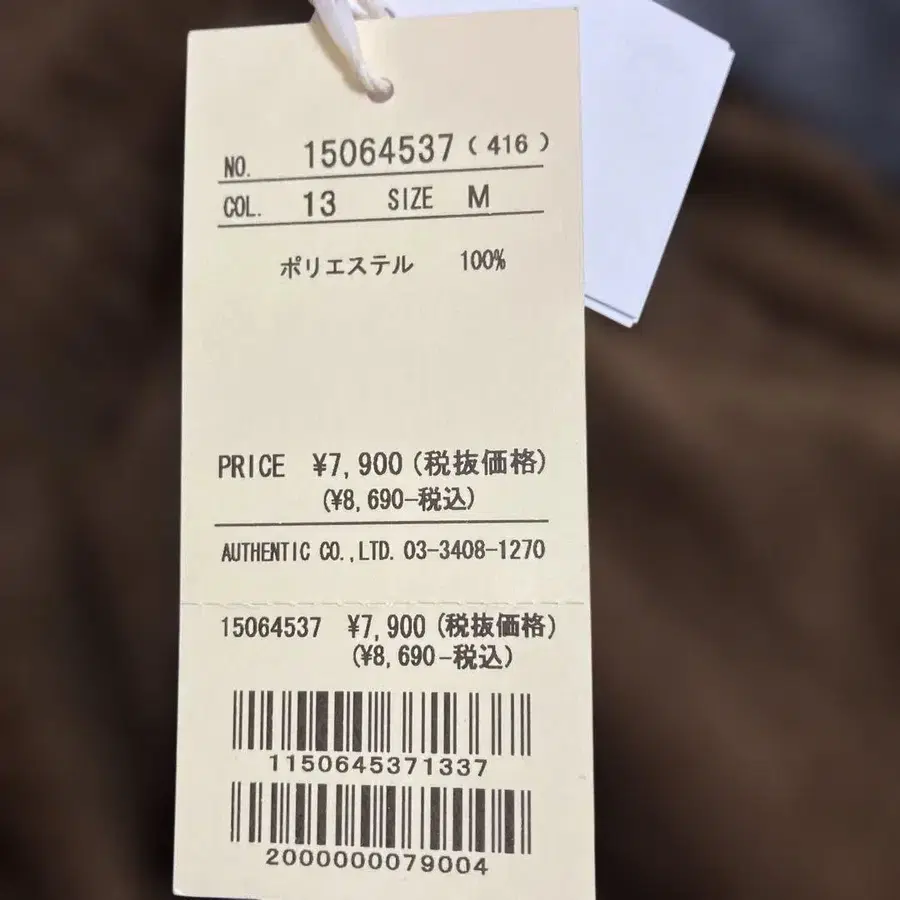 NO. 15064537 (416)
COL. 13 SIZE M
ポリエステル 100%
PRICE ¥7,900(税抜価格)
(¥8,690-税込)
AUTHENTIC CO.,LTD. 03-3408-1270
15064537 ¥7,900(税抜価格)
(¥8,690-税込)
1150645371337
2000000079004